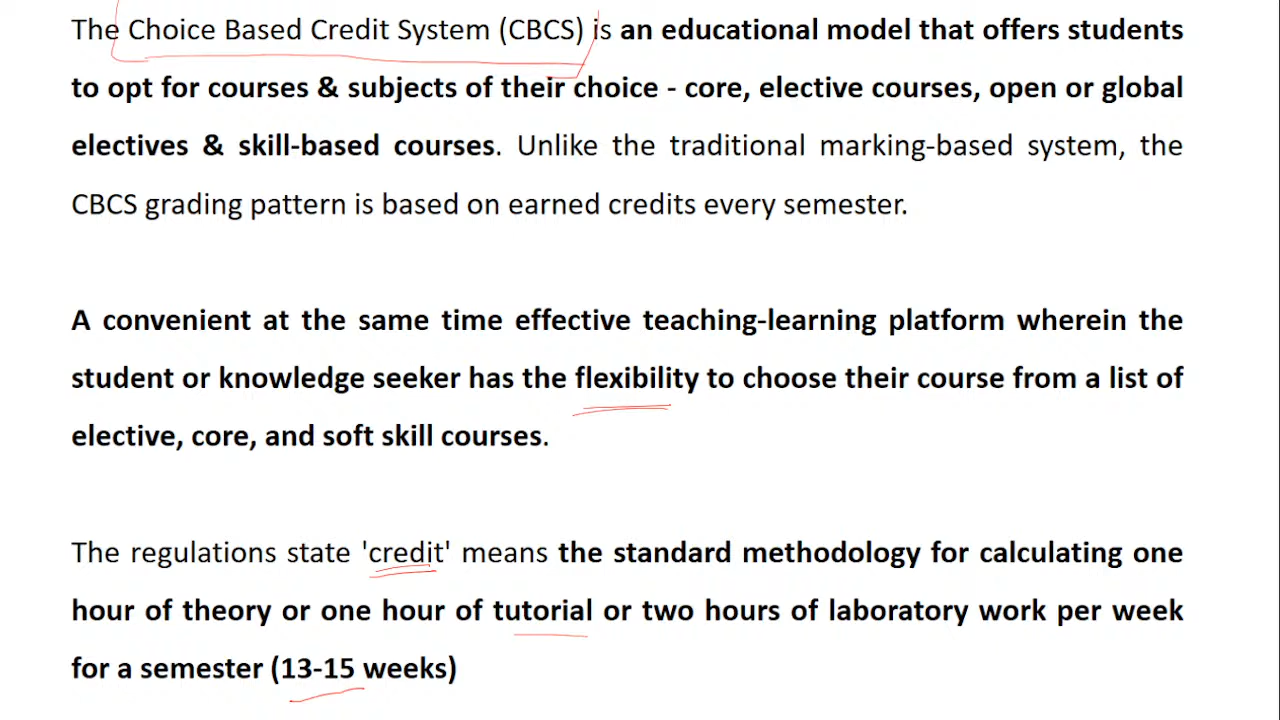 The Choice Based Credit System (CBCS) is an educational model that offers students
to opt for courses & subjects of their choice - core, elective courses, open or global
electives & skill-based courses. Unlike the traditional marking-based system, the
CBCS grading pattern is based on earned credits every semester.
A convenient at the same time effective teaching-learning platform wherein the
student or knowledge seeker has the flexibility to choose their course from a list of
elective, core, and soft skill courses.
The regulations state 'credit' means the standard methodology for calculating one
hour of theory or one hour of tutorial or two hours of laboratory work per week
for a semester (13-15 weeks)